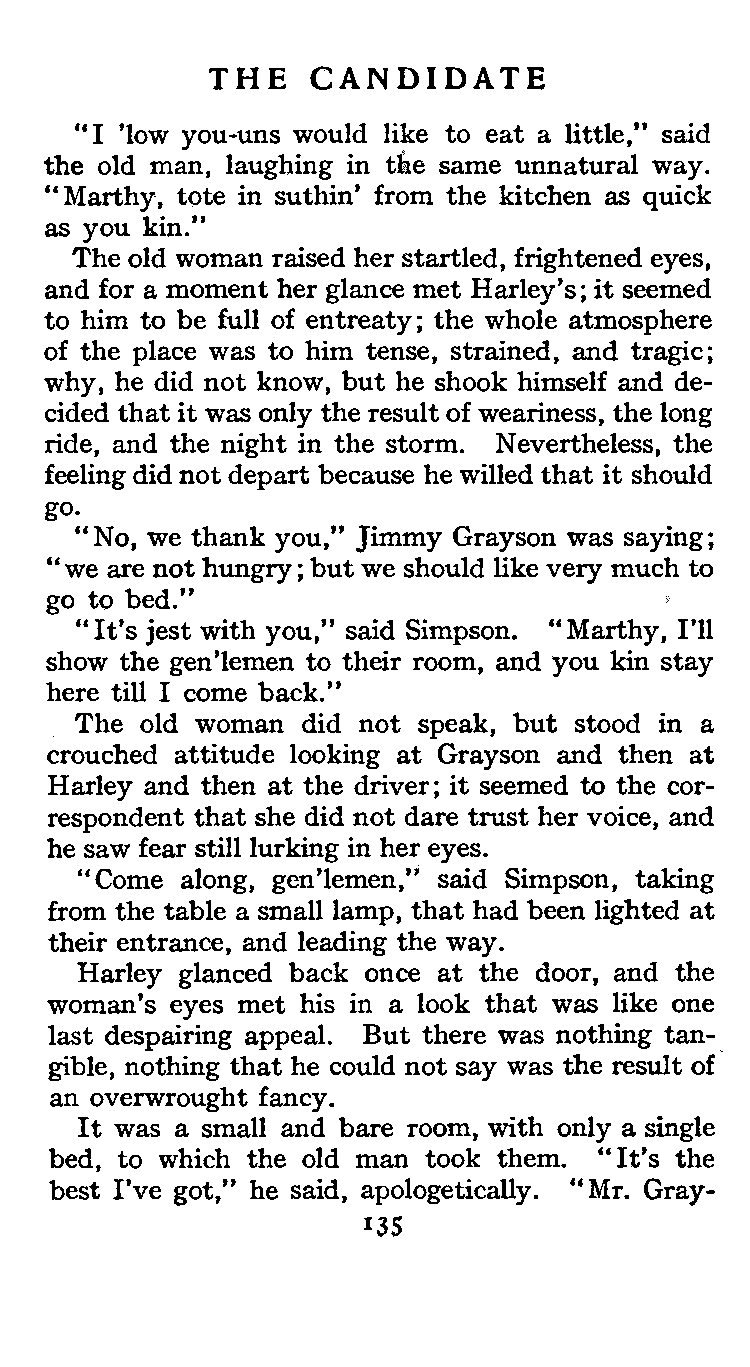 THE CANDIDATE
"I 'low you-uns would like to eat a little," said
the old man, laughing in the same unnatural way.
"Marthy, tote in suthin' from the kitchen as quick
as you kin."
The old woman raised her startled, frightened eyes,
and for a moment her glance met Harley's; it seemed
to him to be full of entreaty; the whole atmosphere
of the place was to him tense, strained, and tragic;
why, he did not know, but he shook himself and de-
cided that it was only the result of weariness, the long
ride, and the night in the storm. Nevertheless, the
feeling did not depart because he willed that it should
go.
"No, we thank you," Jimmy Grayson was saying;
"we are not hungry; but we should like very much to
go to bed."
"It's jest with you," said Simpson. "Marthy, I'll
show the gen'lemen to their room, and you kin stay
here till I come back."
The old woman did not speak, but stood in a
crouched attitude looking at Grayson and then at
Harley and then at the driver; it seemed to the cor-
respondent that she did not dare trust her voice, and
he saw fear still lurking in her eyes.
"Come along, gen'lemen," said Simpson, taking
from the table a small lamp, that had been lighted at
their entrance, and leading the way.
Harley glanced back once at the door, and the
woman's eyes met his in a look that was like one
last despairing appeal. But there was nothing tan-
gible, nothing that he could not say was the result of
an overwrought fancy.
It was a small and bare room, with only a single
bed, to which the old man took them. "It's the
best I've got," he said, apologetically. "Mr. Gray-
135